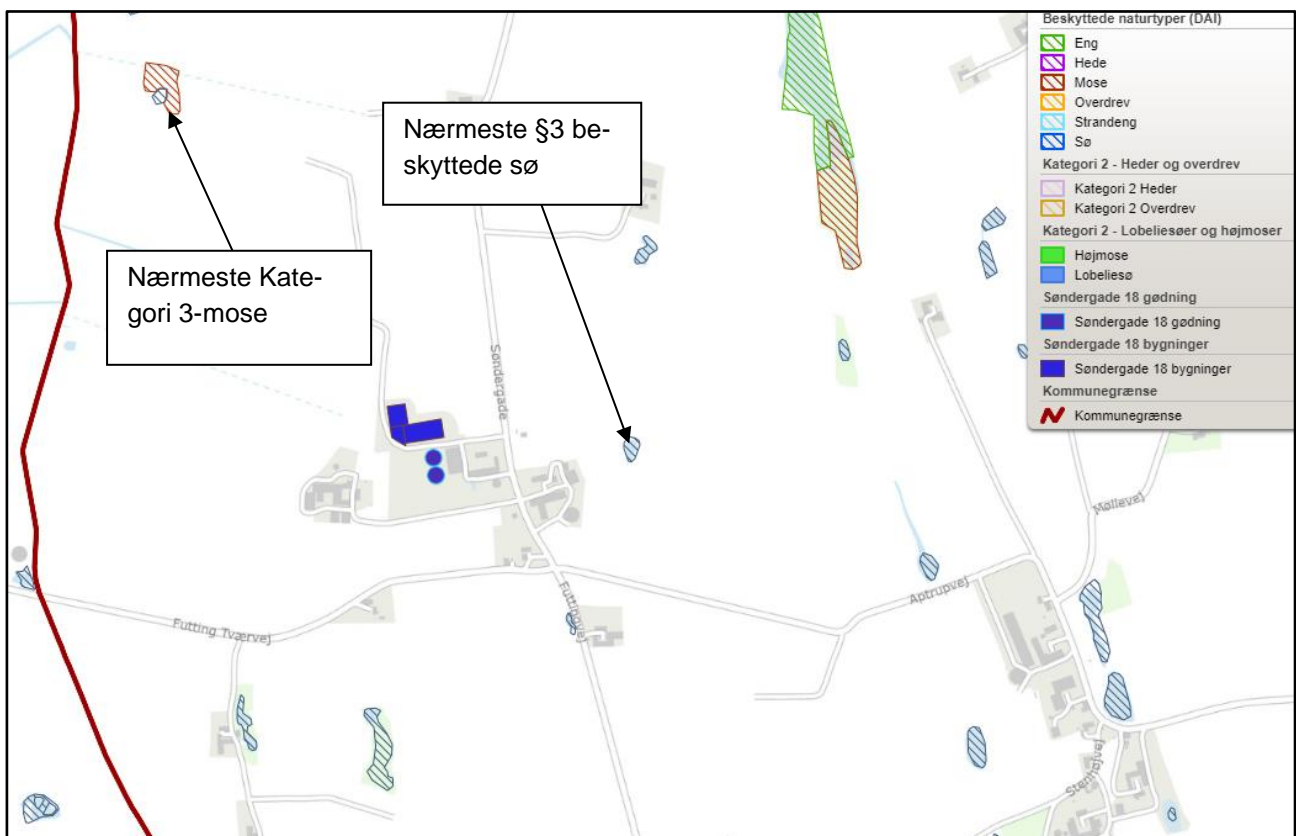 Beskyttede naturtyper (DAI)
Eng
Hede
Mose
Overdrev
Strandeng
Sø
Kategori 2 - Heder og overdrev
Kategori 2 Heder
Kategori 2 Overdrev
Kategori 2 - Lobeliesøer og højmoser
Højmose
Lobeliesø
Søndergade 18 gødning
Søndergade 18 gødning
Søndergade 18 bygninger
Søndergade 18 bygninger
Kommunegrænse
Kommunegrænse
Nærmeste §3 be-
skyttede sø
Nærmeste Kate-
gori 3-mose
Søndergade
Møllevej
Aptrupvej
Futtingvej
Futting Tværvej
Stenhøjvej